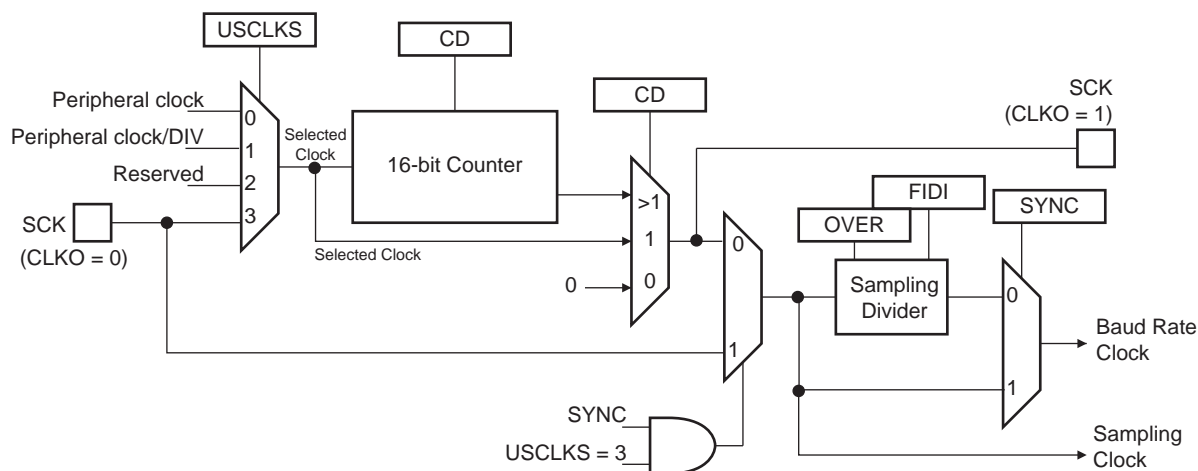 USCLKS
CD
CD
SCK
(CLKO = 1)
Peripheral clock
0
Peripheral clock/DIV
1
Reserved
2
3
Selected
Clock
16-bit Counter
SCK
(CLKO = 0)
Selected Clock
>1
1
0
0
FIDI
OVER
SYNC
0
1
Sampling
Divider
0
1
Baud Rate
Clock
SYNC
USCLKS = 3
Sampling
Clock